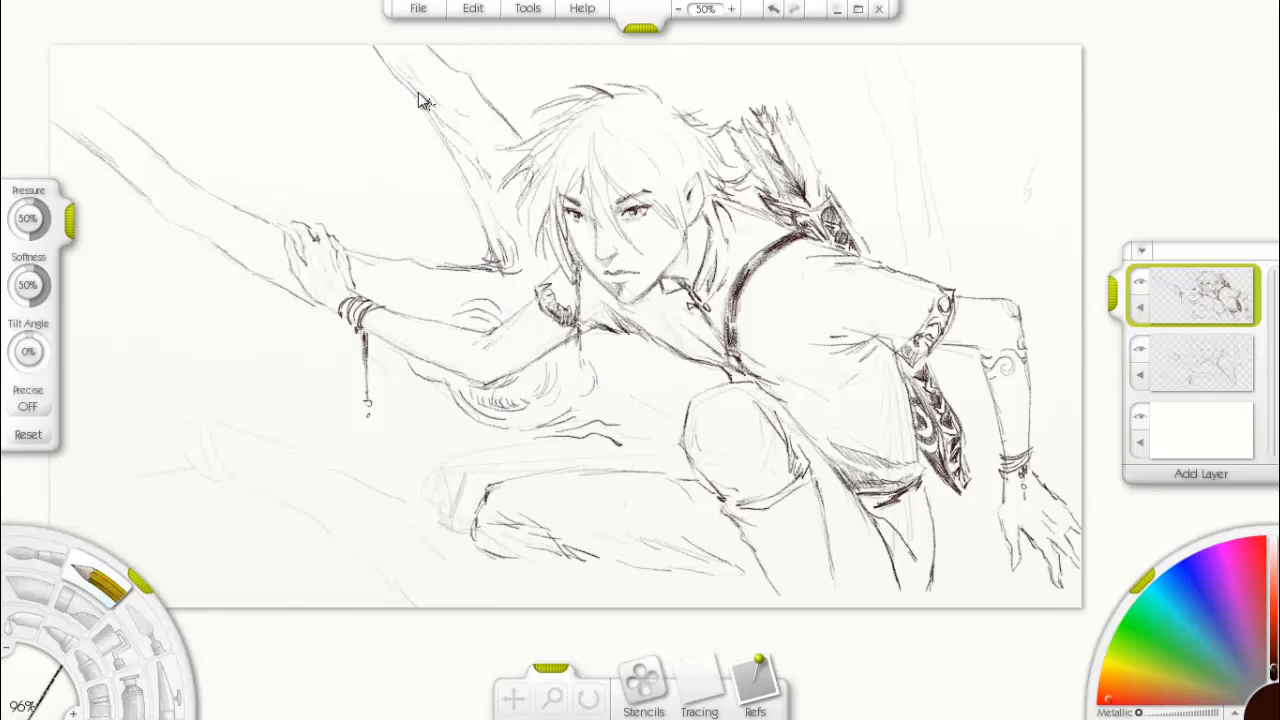 File Edit Tools Help - 50% +
Pressure
50%
Softness
50%
Tilt Angle
0%
Precise
OFF
Reset
Add Layer
96%
Stencils Tracing Refs
Metallic